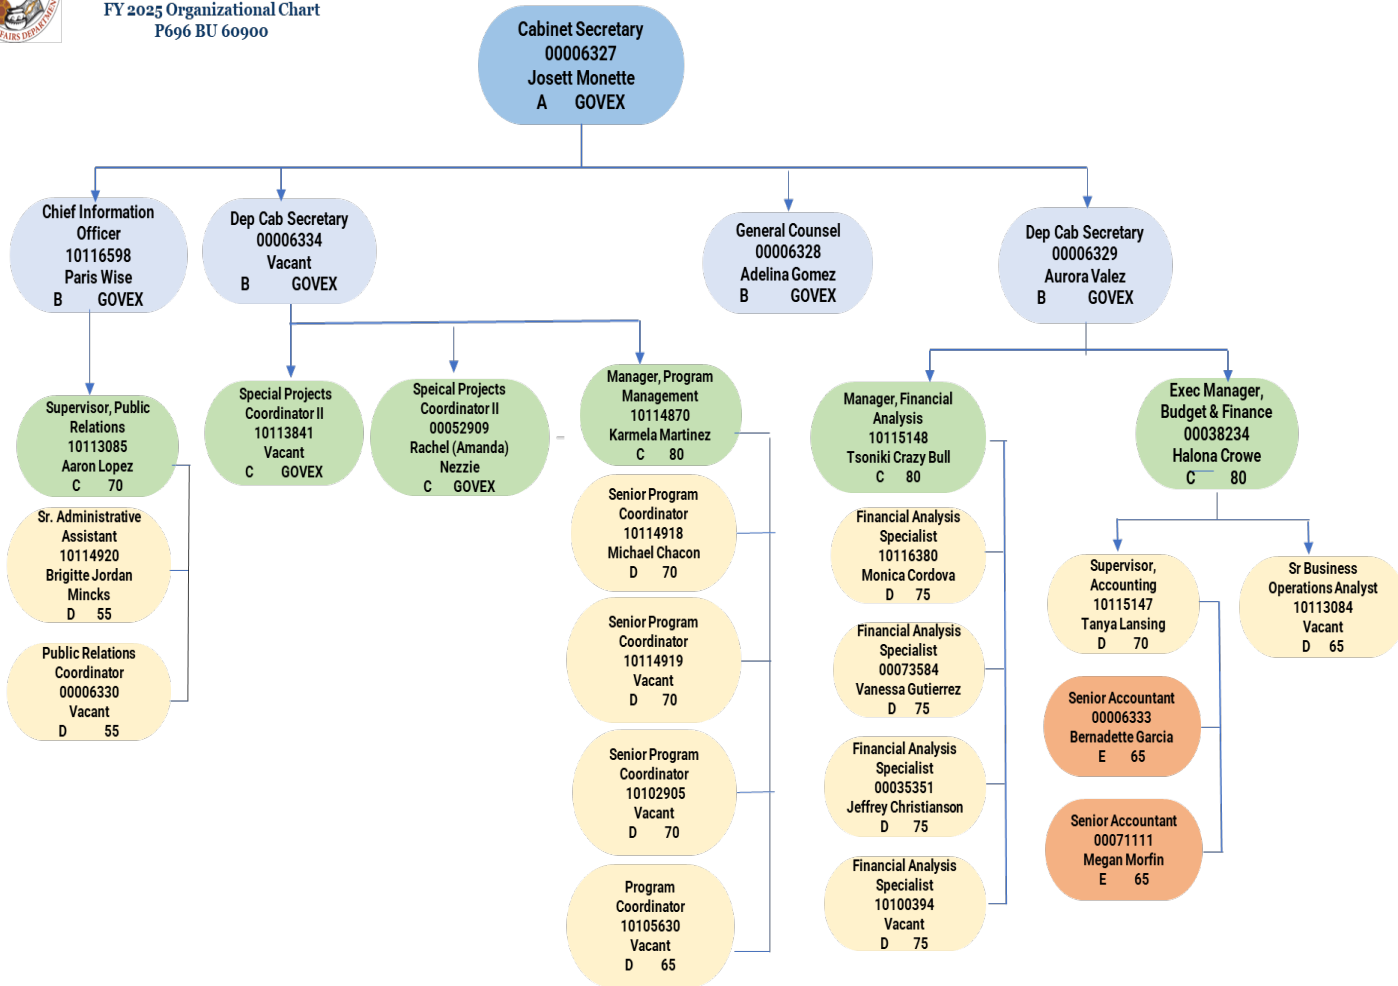 FAIRS DEPARTMENT
FY 2025 Organizational Chart
P696 BU 60900
Cabinet Secretary
00006327
Josett Monette
A GOVEX
Chief Information
Officer
10116598
Paris Wise
B GOVEX
Dep Cab Secretary
00006334
Vacant
B GOVEX
General Counsel
00006328
Adelina Gomez
B GOVEX
Dep Cab Secretary
00006329
Aurora Valez
B GOVEX
Supervisor, Public
Relations
10113085
Aaron Lopez
C 70
Sr. Administrative
Assistant
10114920
Brigitte Jordan
Mincks
D 55
Public Relations
Coordinator
00006330
Vacant
D 55
Special Projects
Coordinator II
10113841
Vacant
C GOVEX
Speical Projects
Coordinator II
00052909
Rachel (Amanda)
Nezzie
C GOVEX
Manager, Program
Management
10114870
Karmela Martinez
C 80
Senior Program
Coordinator
10114918
Michael Chacon
D 70
Senior Program
Coordinator
10114919
Vacant
D 70
Senior Program
Coordinator
10102905
Vacant
D 70
Program
Coordinator
10105630
Vacant
D 65
Manager, Financial
Analysis
10115148
Tsoniki Crazy Bull
C 80
Financial Analysis
Specialist
10116380
Monica Cordova
D 75
Financial Analysis
Specialist
00073584
Vanessa Gutierrez
D 75
Financial Analysis
Specialist
00035351
Jeffrey Christianson
D 75
Financial Analysis
Specialist
10100394
Vacant
D 75
Exec Manager,
Budget & Finance
00038234
Halona Crowe
C 80
Supervisor,
Accounting
10115147
Tanya Lansing
D 70
Senior Accountant
00006333
Bernadette Garcia
E 65
Senior Accountant
00071111
Megan Morfin
E 65
Sr Business
Operations Analyst
10113084
Vacant
D 65